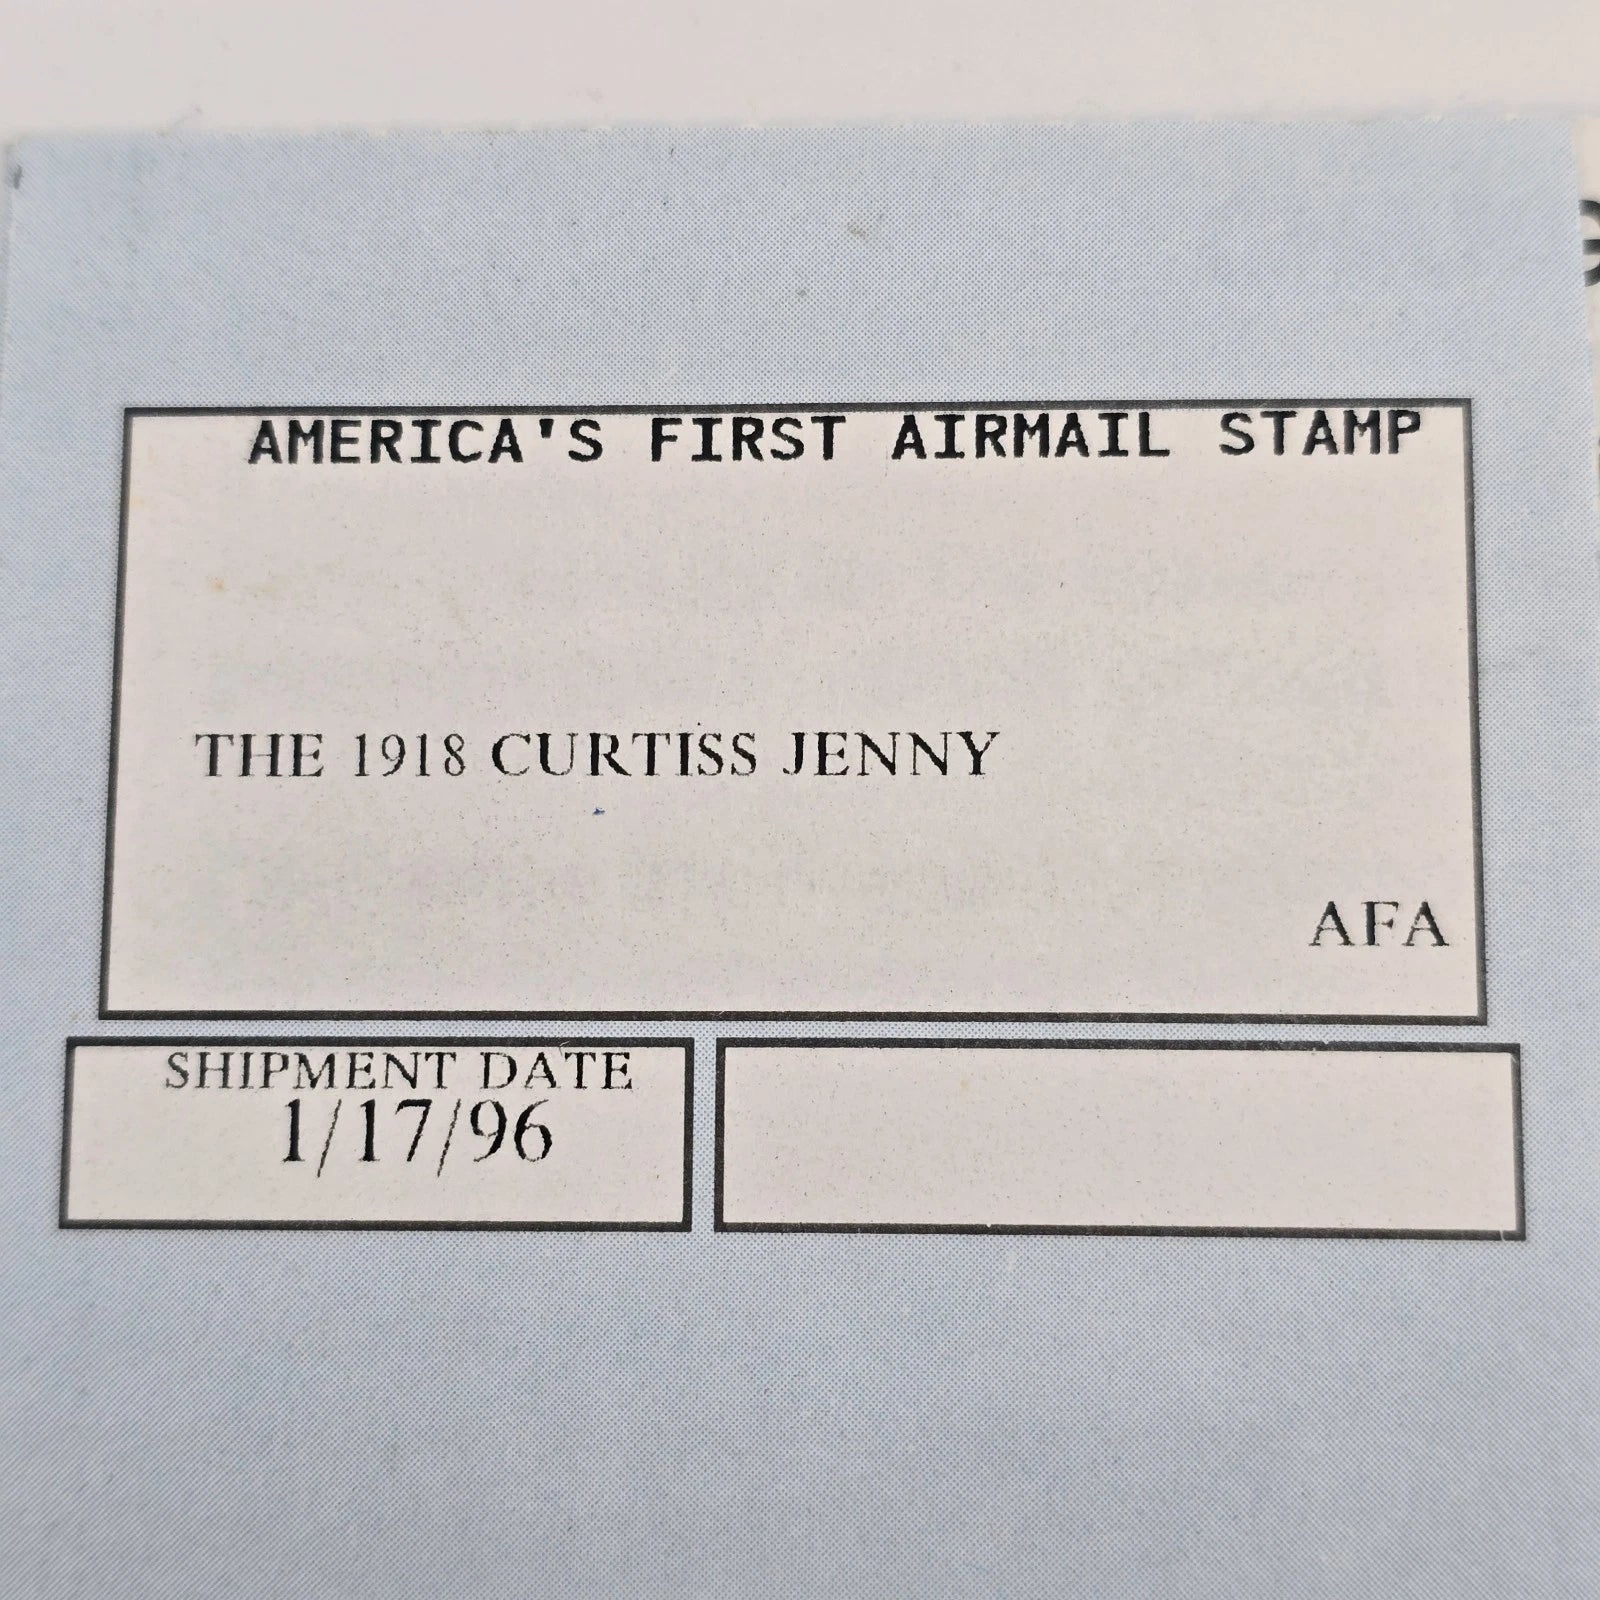 AMERICA'S FIRST AIRMAIL STAMP
THE 1918 CURTISS JENNY
AFA
SHIPMENT DATE
1/17/96